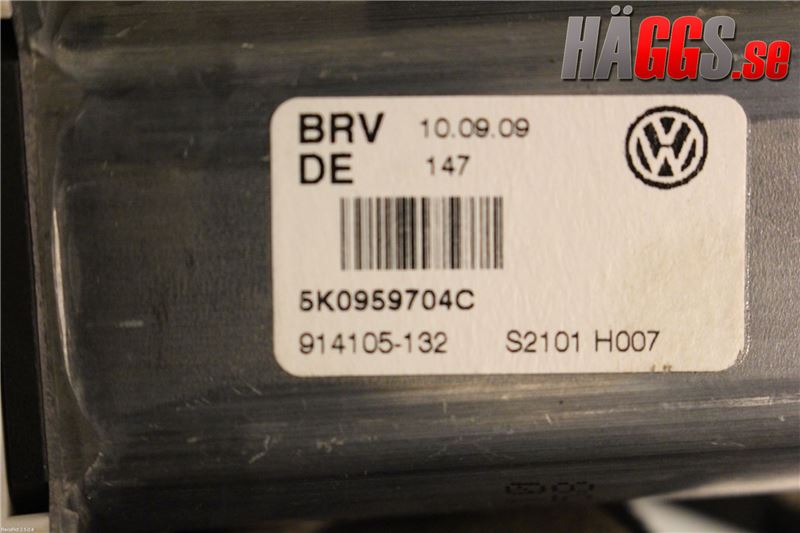 HÄGGS.se
BRV 10.09.09
DE 147
5K0959704C
914105-132 S2101 H007